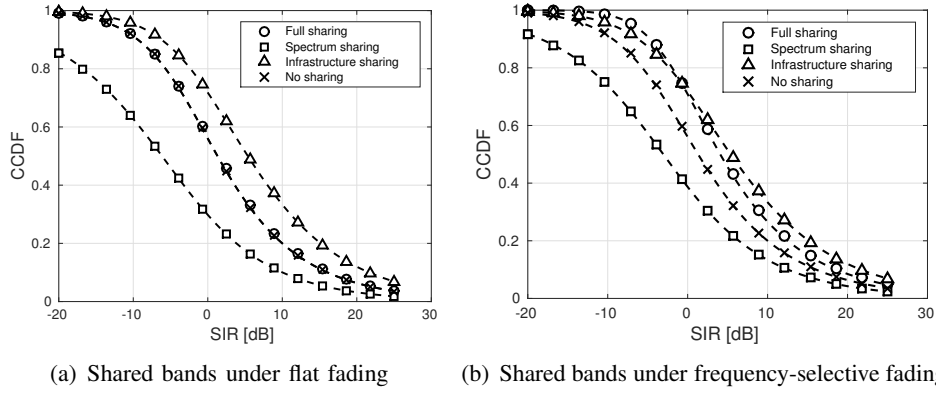 1
0.8
0.6
0.4
0.2
0
CCDF
-20 -10 0 10 20 30
SIR [dB]
Full sharing
Spectrum sharing
Infrastructure sharing
No sharing
(a) Shared bands under flat fading
1
0.8
0.6
0.4
0.2
0
CCDF
-20 -10 0 10 20 30
SIR [dB]
Full sharing
Spectrum sharing
Infrastructure sharing
No sharing
(b) Shared bands under frequency-selective fading